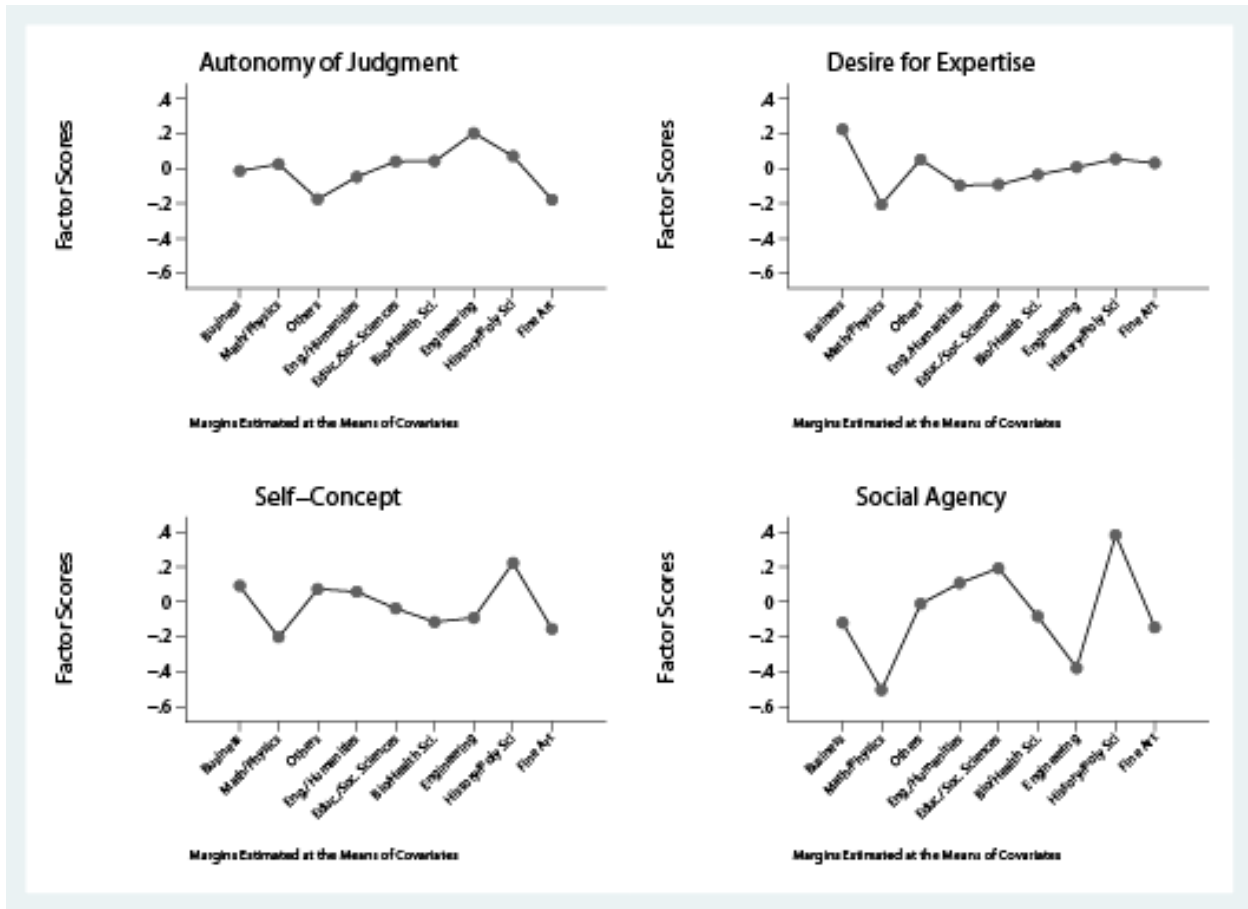 Autonomy of Judgment
Factor Scores
.4
.2
0
−.2
−.4
−.6
Business
Math/Physics
Others
Eng./Humanities
Educ./Soc. Sciences
Bio/Health Sci.
Engineering
History/Poly Sci
Fine Art
Margins Estimated at the Means of Covariates
Desire for Expertise
Factor Scores
.4
.2
0
−.2
−.4
−.6
Business
Math/Physics
Others
Eng./Humanities
Educ./Soc. Sciences
Bio/Health Sci.
Engineering
History/Poly Sci
Fine Art
Margins Estimated at the Means of Covariates
Self−Concept
Factor Scores
.4
.2
0
−.2
−.4
−.6
Business
Math/Physics
Others
Eng./Humanities
Educ./Soc. Sciences
Bio/Health Sci.
Engineering
History/Poly Sci
Fine Art
Margins Estimated at the Means of Covariates
Social Agency
Factor Scores
.4
.2
0
−.2
−.4
−.6
Business
Math/Physics
Others
Eng./Humanities
Educ./Soc. Sciences
Bio/Health Sci.
Engineering
History/Poly Sci
Fine Art
Margins Estimated at the Means of Covariates